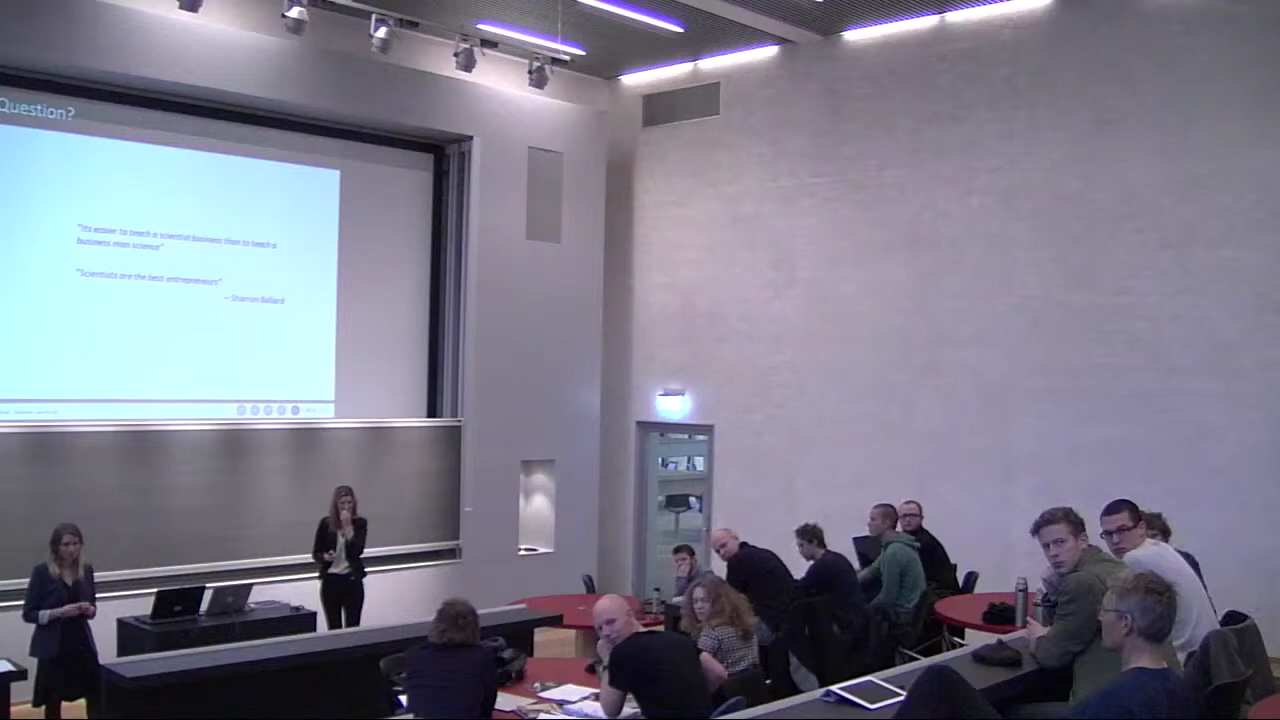 Question?
"Its easier to teach a scientist business than to teach a
business man science"
"Scientists are the best entrepreneurs"
– Sharron Ballard